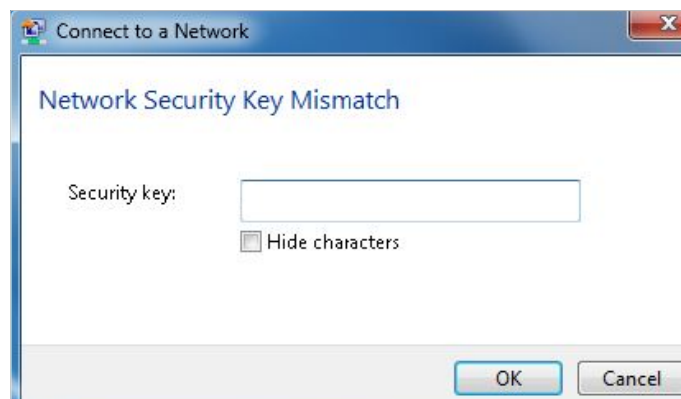 Connect to a Network
Network Security Key Mismatch
Security key:
Hide characters
OK Cancel